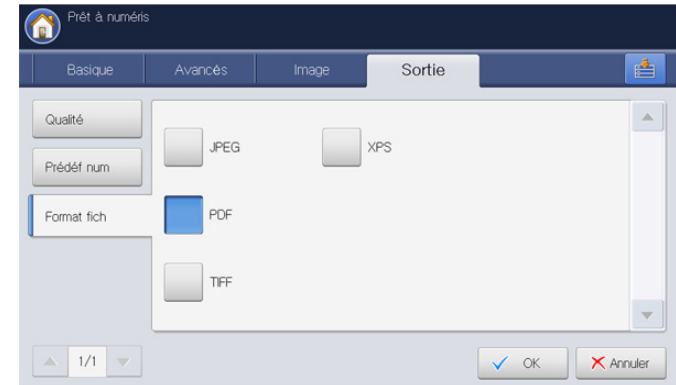 Prêt à numéris
Basique Avancés Image Sortie
Qualité
JPEG XPS
Prédéf num
Format fich PDF
TIFF
1/1 OK Annuler